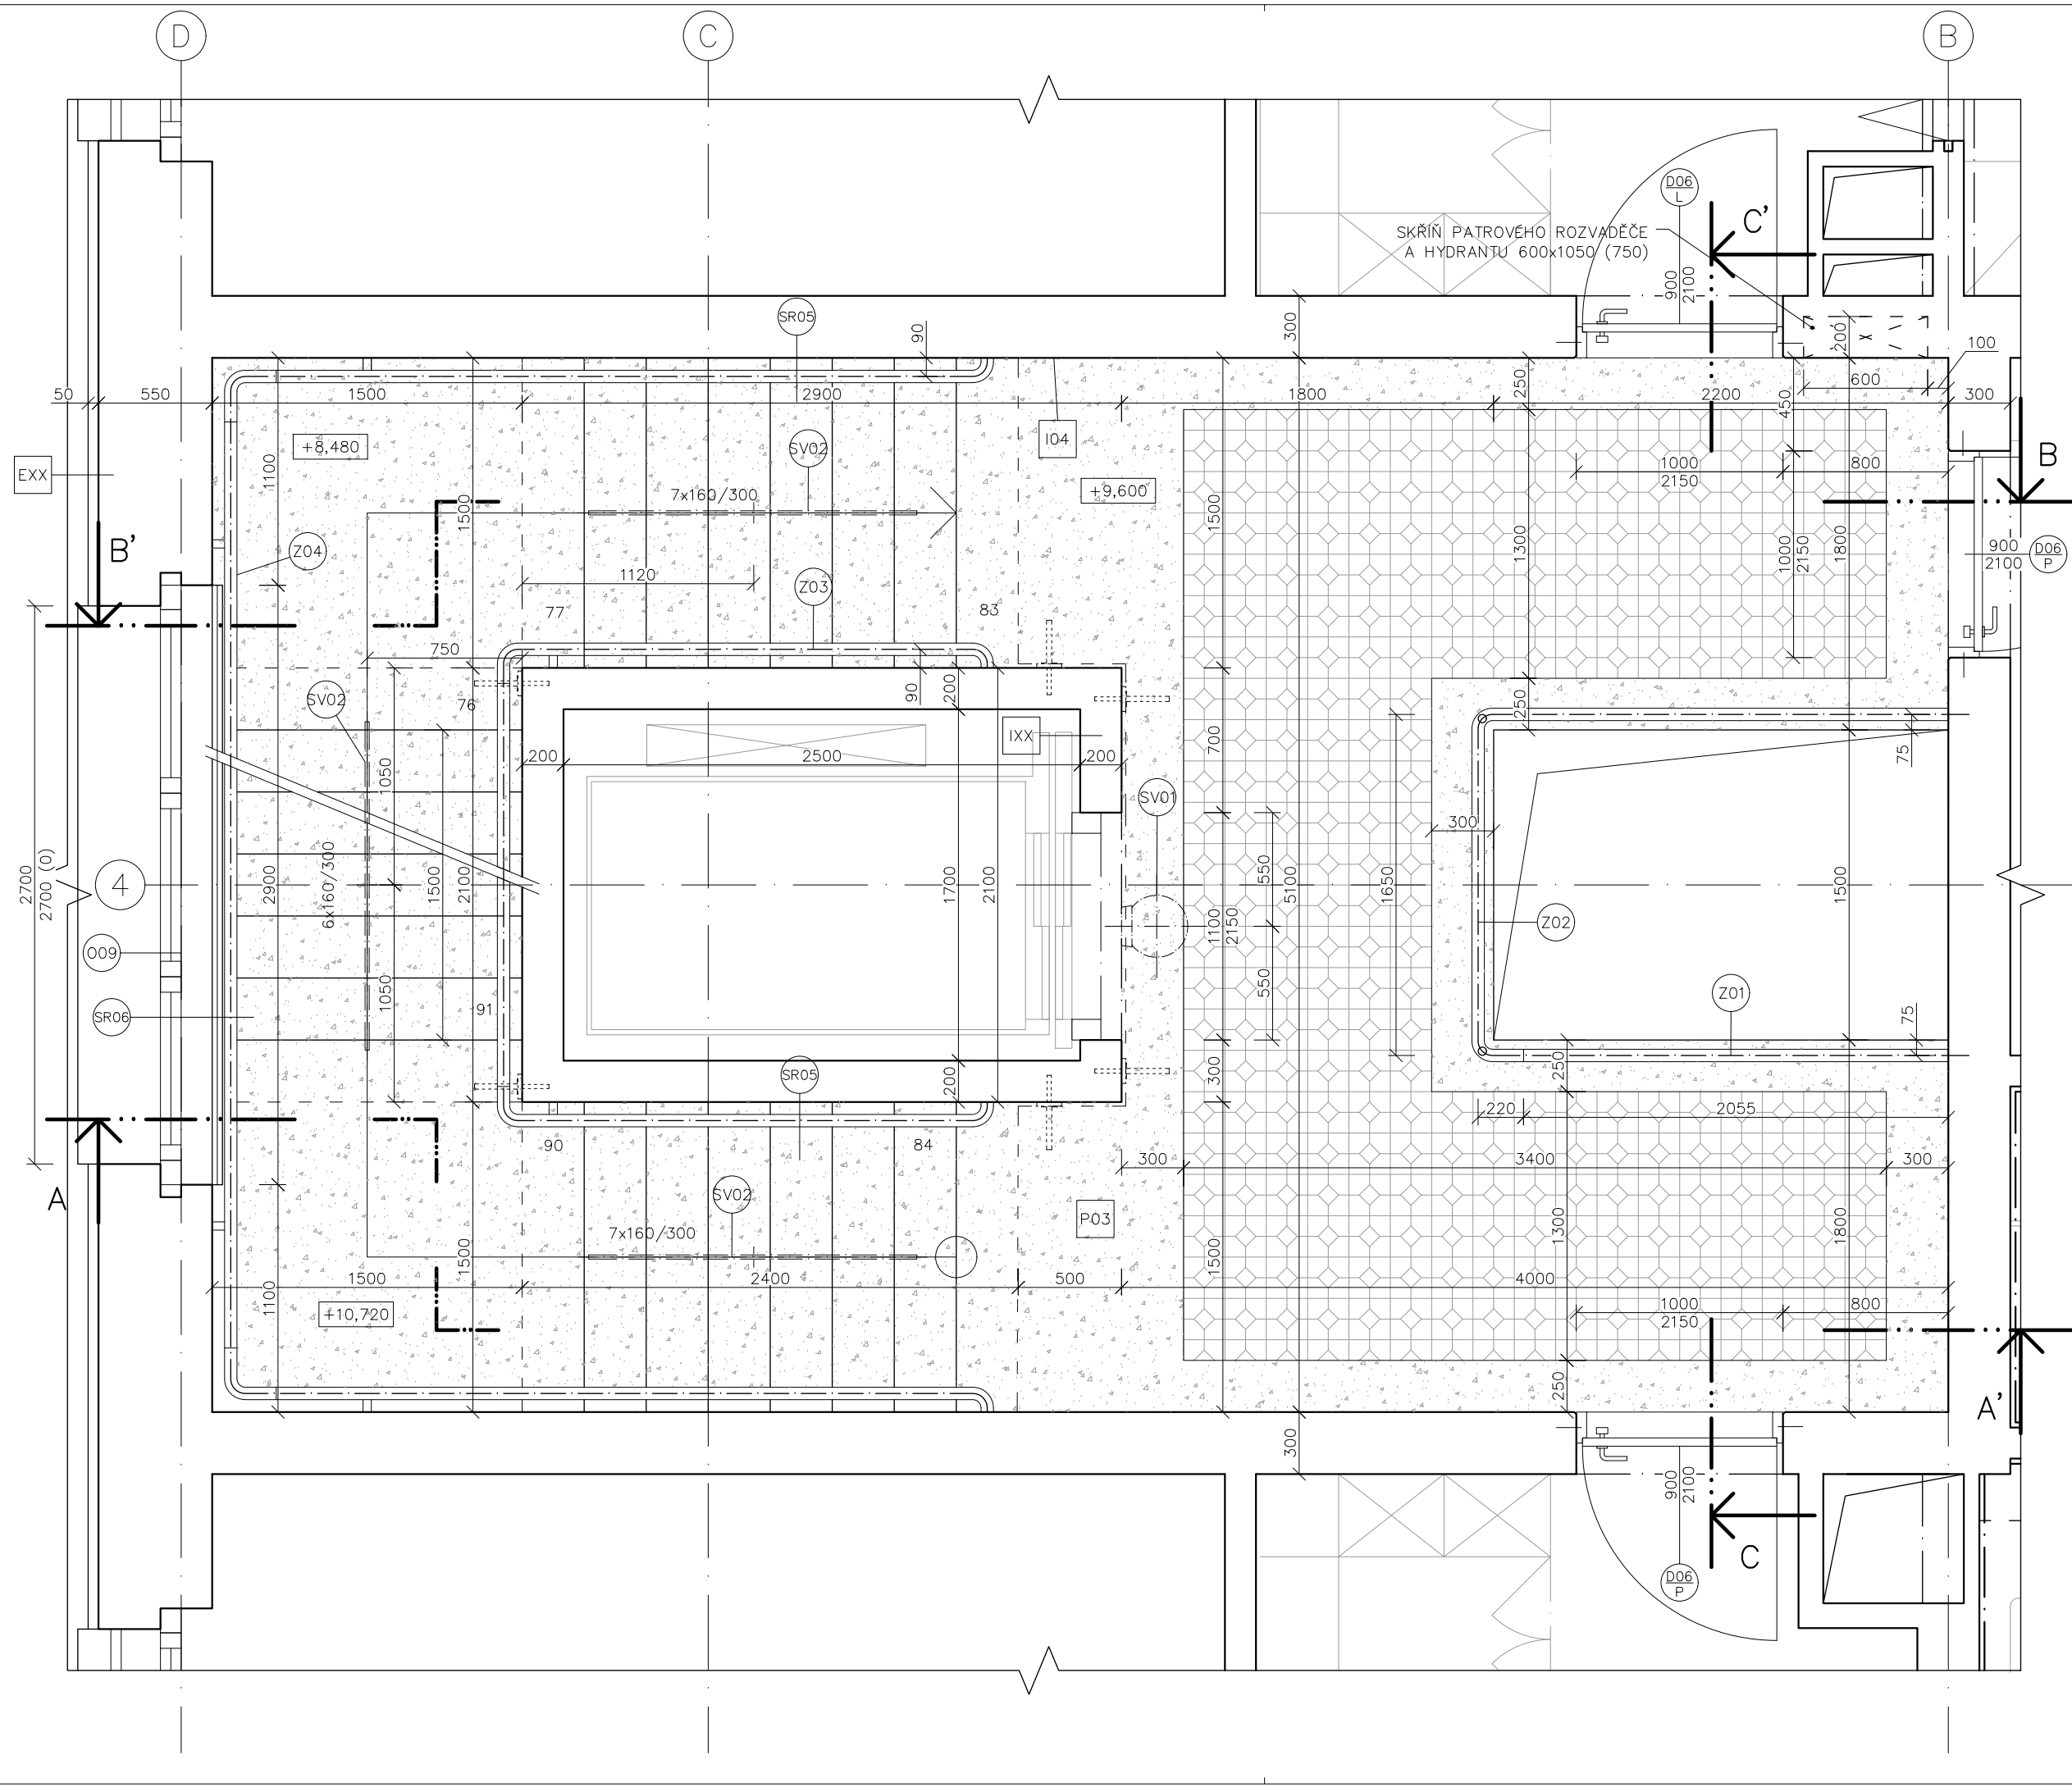 D
C
B
D06
L
C'
SKŘÍŇ PATROVÉHO ROZVADĚČE
A HYDRANTU 600x1050 (750)
900
2100
SR05
300
90
200
100
50
550
1500
2900
1800
250
2200
450
600
300
+8,480
SV02
I04
B
EXX
1100
7x160/300
+9,600
1000
2150
800
1500
1500
B'
Z04
1300
1000
2150
1800
900
2100
D06
P
1120
Z03
77
83
750
SV02
76
90
200
250
IXX
700
75
200
2500
200
1050
SV01
300
2700
2700 (0)
4
2900
6x160/300
1500
2100
1700
2100
550
5100
1650
1500
1100
2150
Z02
O09
550
Z01
1050
91
SR06
75
SR05
300
250
200
220
2055
90
84
300
3400
300
A
SV02
P03
7x160/300
1500
1500
1300
1800
1500
2400
500
4000
1100
+10,720
1000
2150
800
250
A'
300
900
2100
C
D06
P